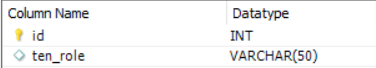 Column Name Datatype
id INT
ten_role VARCHAR(50)